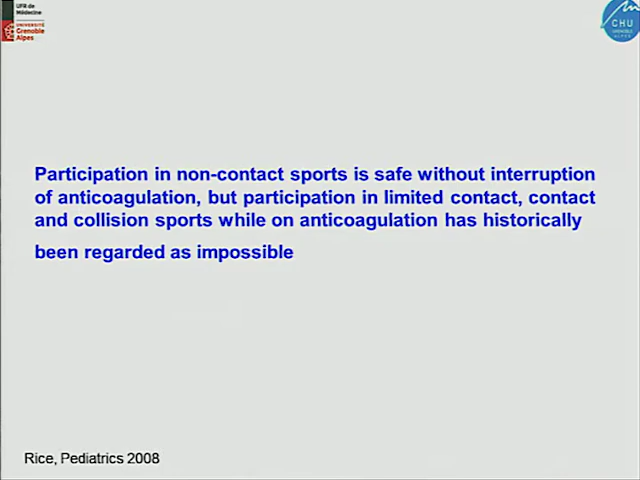 UFR de
Médecine
UNIVERSITÉ
Grenoble
Alpes
CHU
GRENOBLE
ALPES
Participation in non-contact sports is safe without interruption
of anticoagulation, but participation in limited contact, contact
and collision sports while on anticoagulation has historically
been regarded as impossible
Rice, Pediatrics 2008